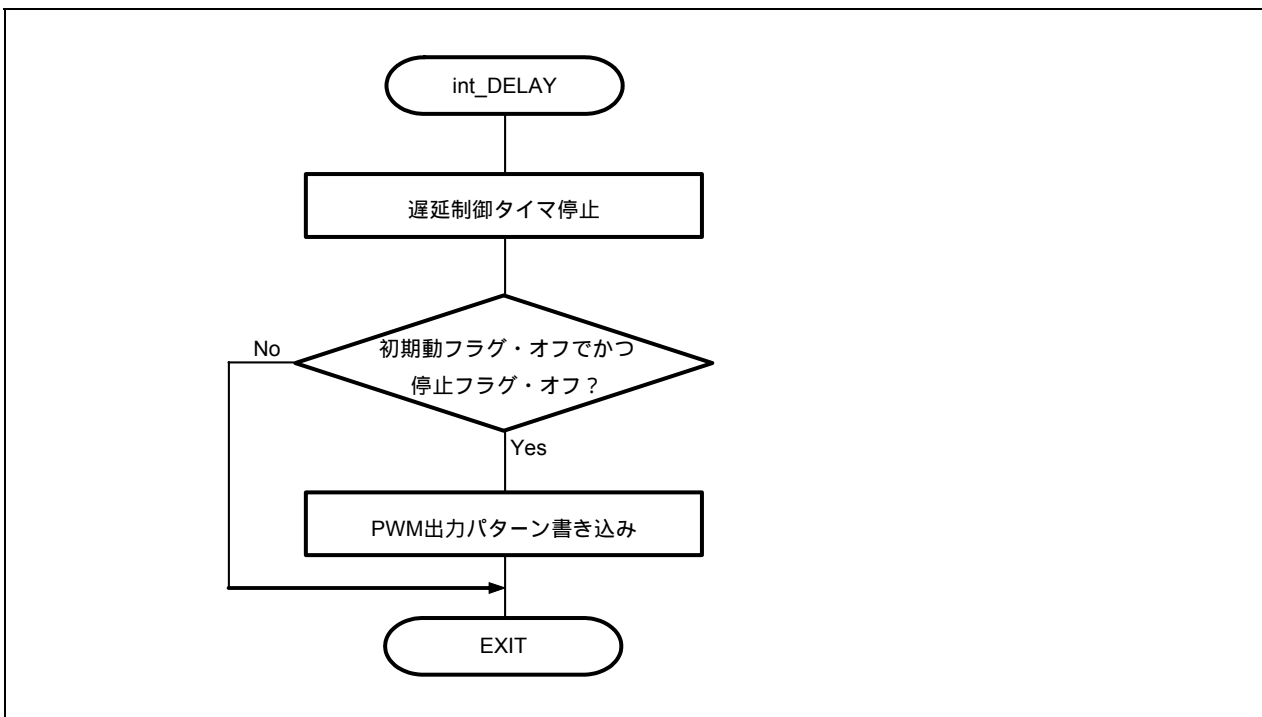 int_DELAY
遅延制御タイマ停止
初期動フラグ・オフでかつ
停止フラグ・オフ？
No
Yes
PWM出力パターン書き込み
EXIT